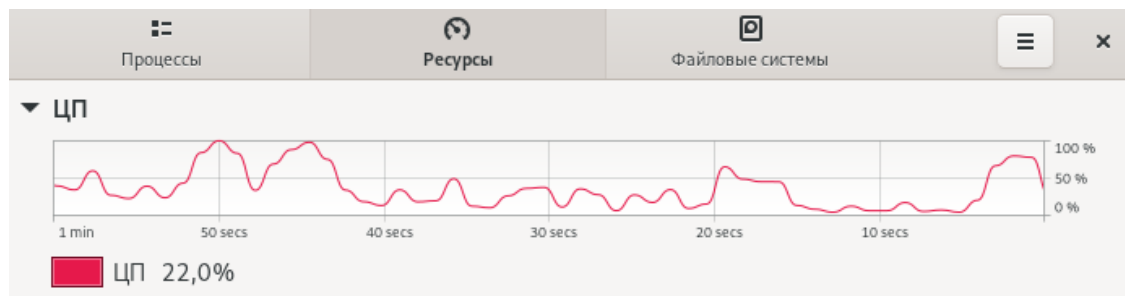 Процессы Ресурсы Файловые системы
ЦП
100 %
50 %
0 %
1 min 50 secs 40 secs 30 secs 20 secs 10 secs
ЦП 22,0%